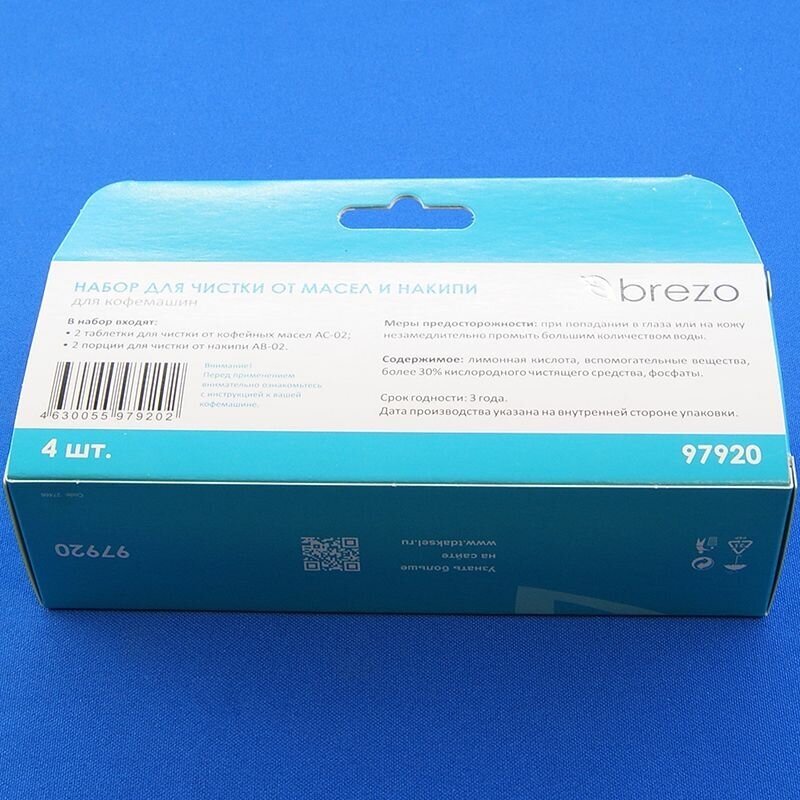 НАБОР ДЛЯ ЧИСТКИ ОТ МАСЕЛ И НАКИПИ
для кофемашин
brezo
В набор входят:
• 2 таблетки для чистки от кофейных масел АС-02;
• 2 порции для чистки от накипи АВ-02.
Внимание!
Перед применением
внимательно ознакомьтесь
с инструкцией к вашей
кофемашине.
4 630055 979202
Меры предосторожности: при попадании в глаза или на кожу
незамедлительно промыть большим количеством воды.
Содержимое: лимонная кислота, вспомогательные вещества,
более 30% кислородного чистящего средства, фосфаты.
Срок годности: 3 года.
Дата производства указана на внутренней стороне упаковки.
4 шт.
97920
97920
Узнать больше
на сайте
www.tdaksel.ru